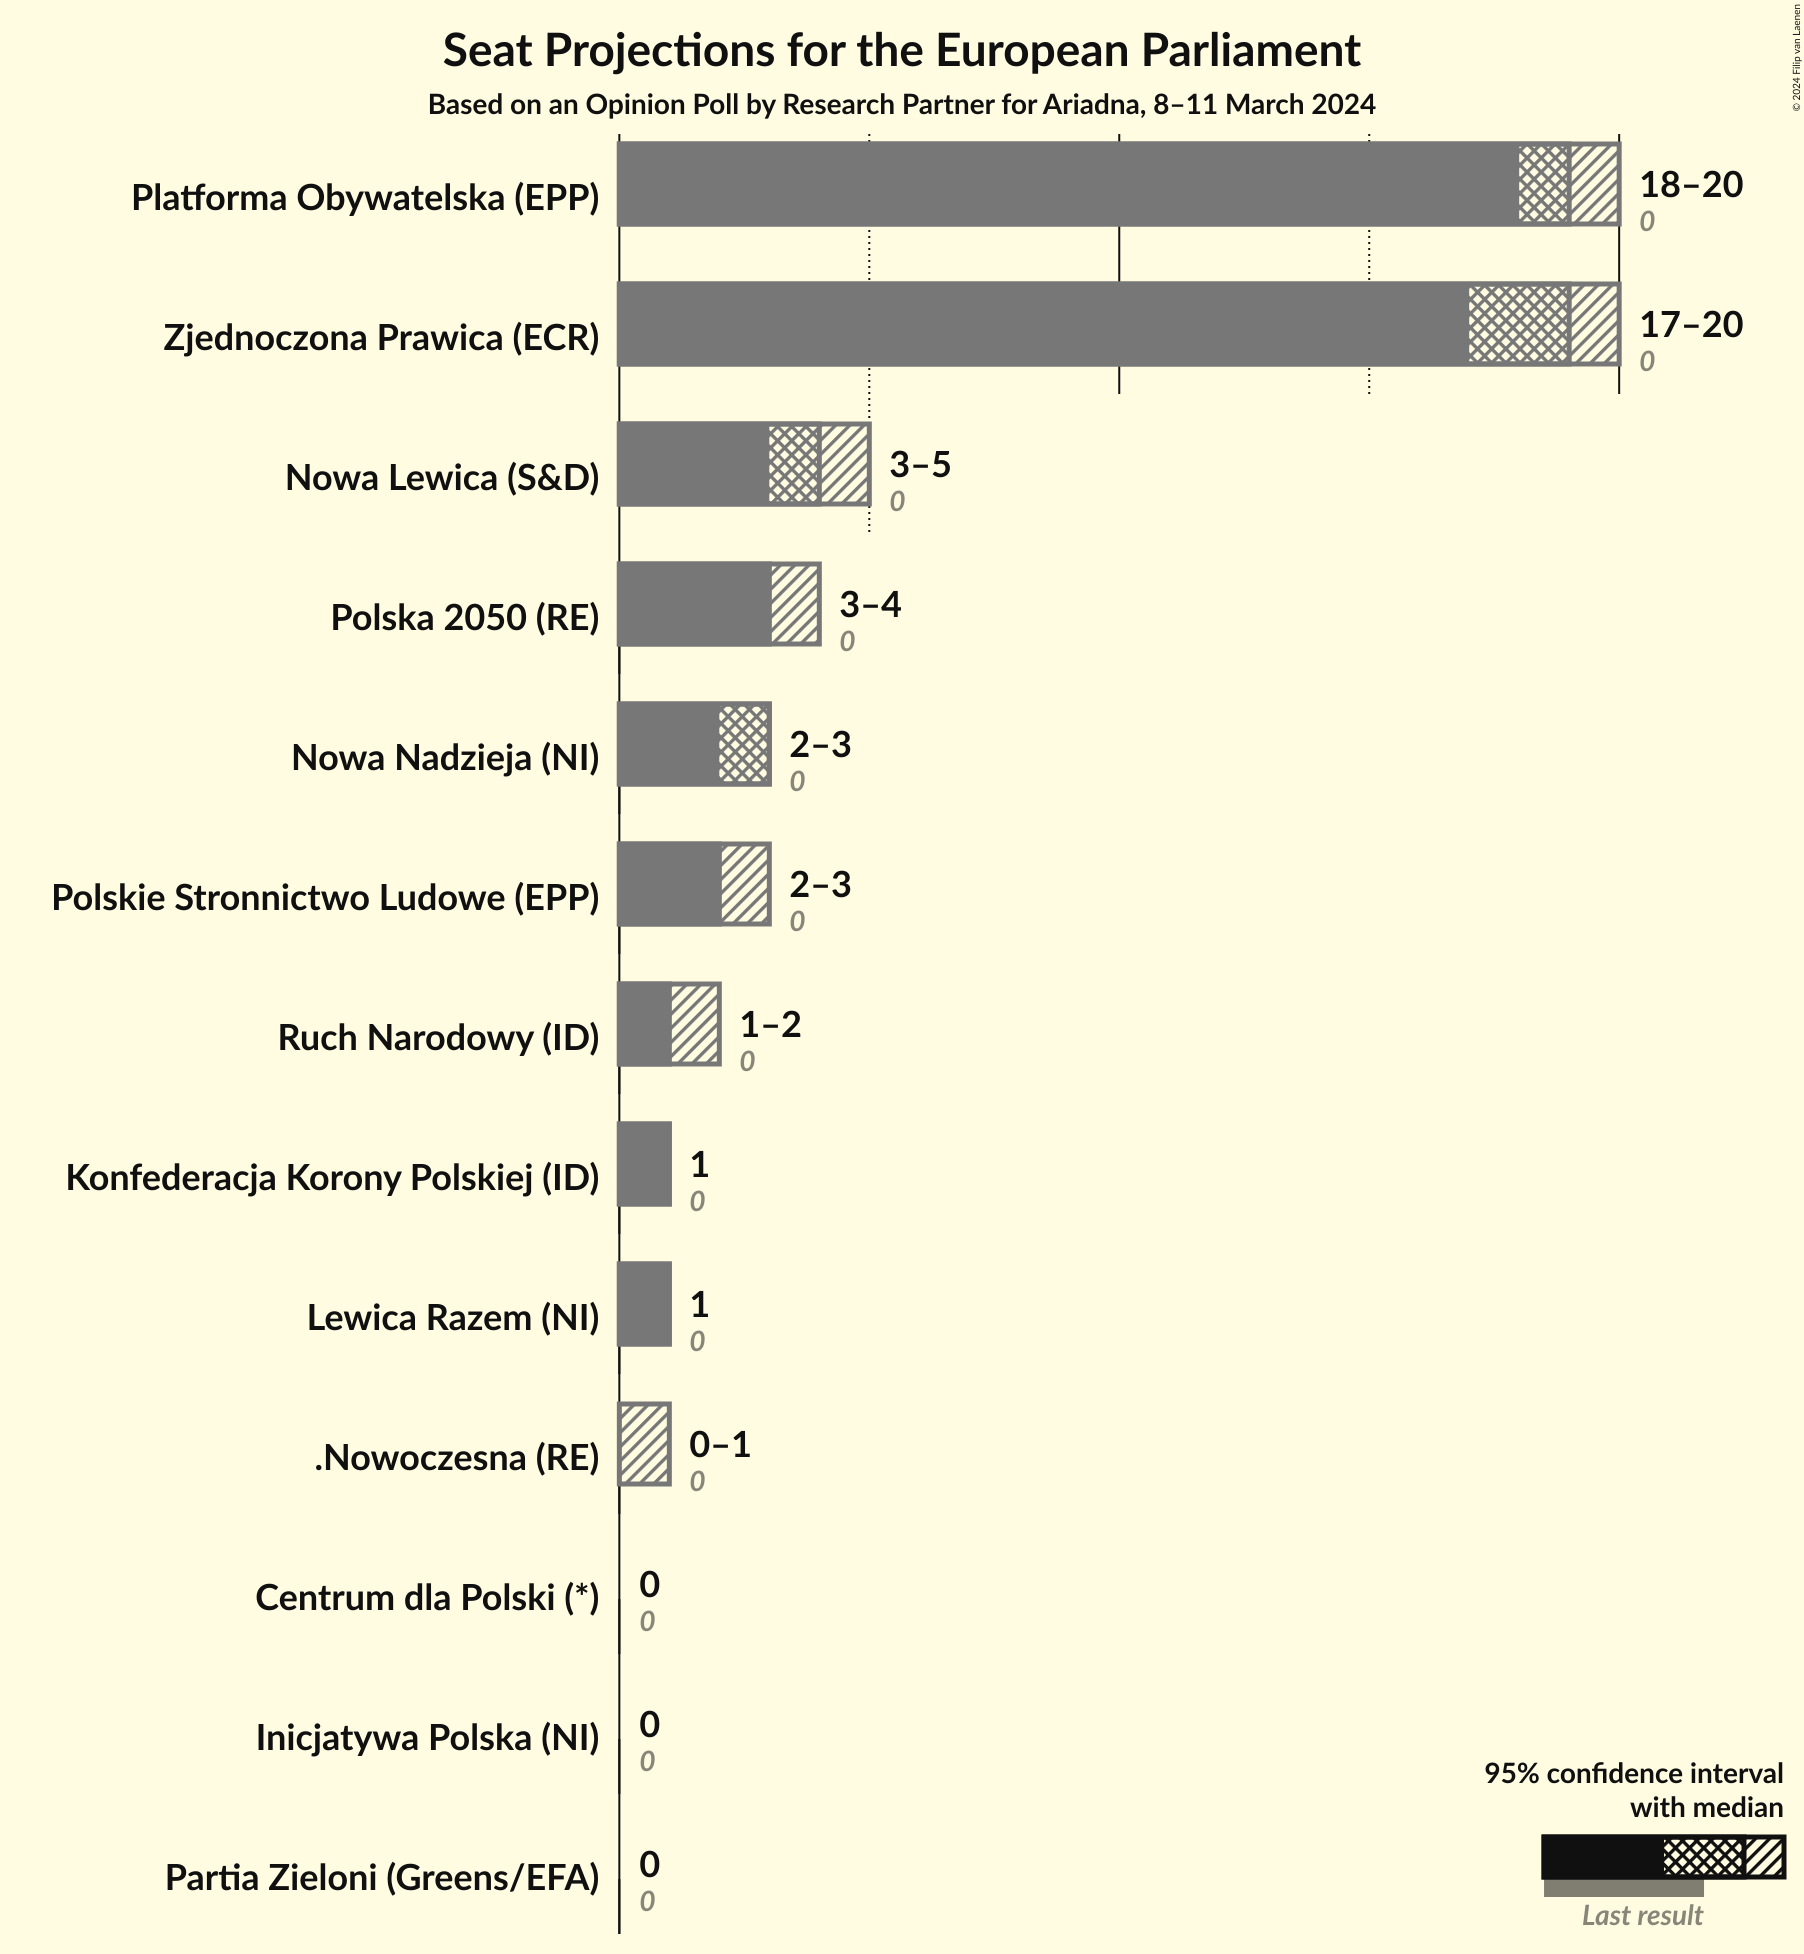 Seat Projections for the European Parliament
Based on an Opinion Poll by Research Partner for Ariadna, 8–11 March 2024
© 2024 Filip van Laenen
Platforma Obywatelska (EPP)
18–20
0
Zjednoczona Prawica (ECR)
17–20
0
Nowa Lewica (S&D)
3–5
0
Polska 2050 (RE)
3–4
0
Nowa Nadzieja (NI)
2–3
0
Polskie Stronnictwo Ludowe (EPP)
2–3
0
Ruch Narodowy (ID)
1–2
0
Konfederacja Korony Polskiej (ID)
1
0
Lewica Razem (NI)
1
0
.Nowoczesna (RE)
0–1
0
Centrum dla Polski (*)
0
0
Inicjatywa Polska (NI)
0
0
Partia Zieloni (Greens/EFA)
0
0
95% confidence interval
with median
Last result